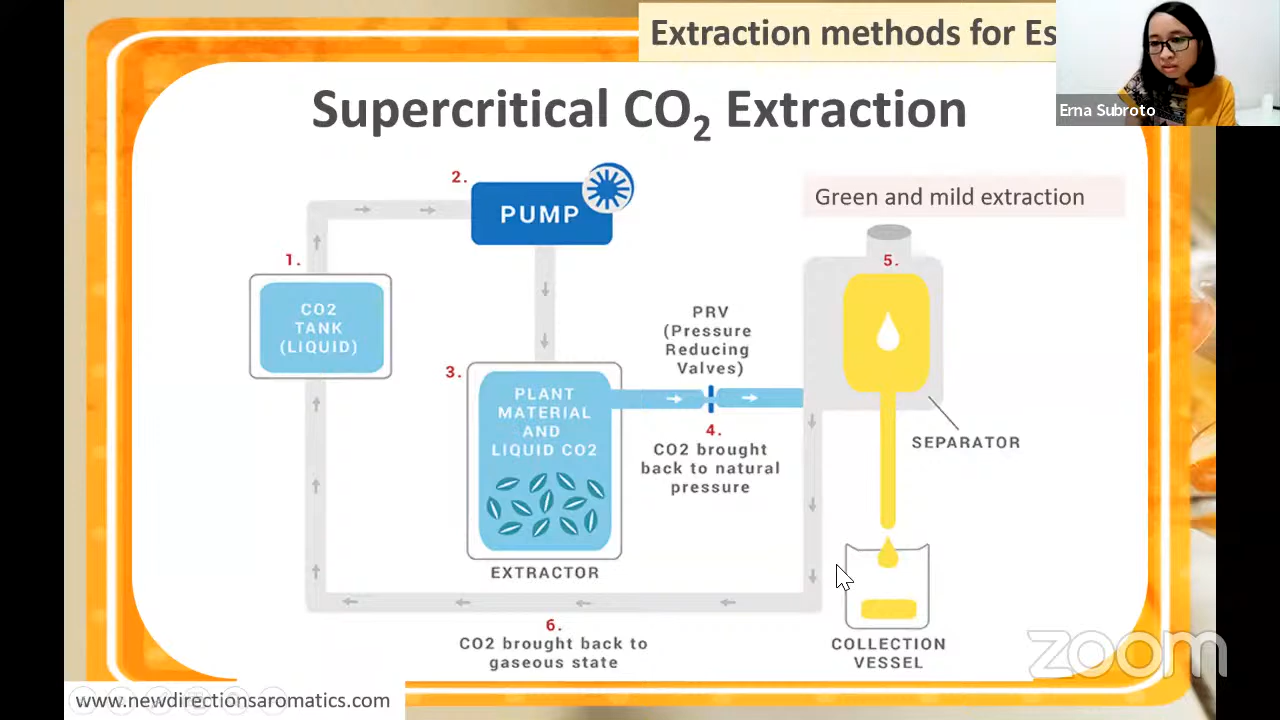 Extraction methods for Es
Erna Subroto
Supercritical CO2 Extraction
Green and mild extraction
1.
CO2
TANK
(LIQUID)
2.
PUMP
3.
PLANT
MATERIAL
AND
LIQUID CO2
EXTRACTOR
PRV
(Pressure
Reducing
Valves)
4.
CO2 brought
back to natural
pressure
5.
SEPARATOR
COLLECTION
VESSEL
6.
CO2 brought back to
gaseous state
www.newdirectionsaromatics.com
zoom